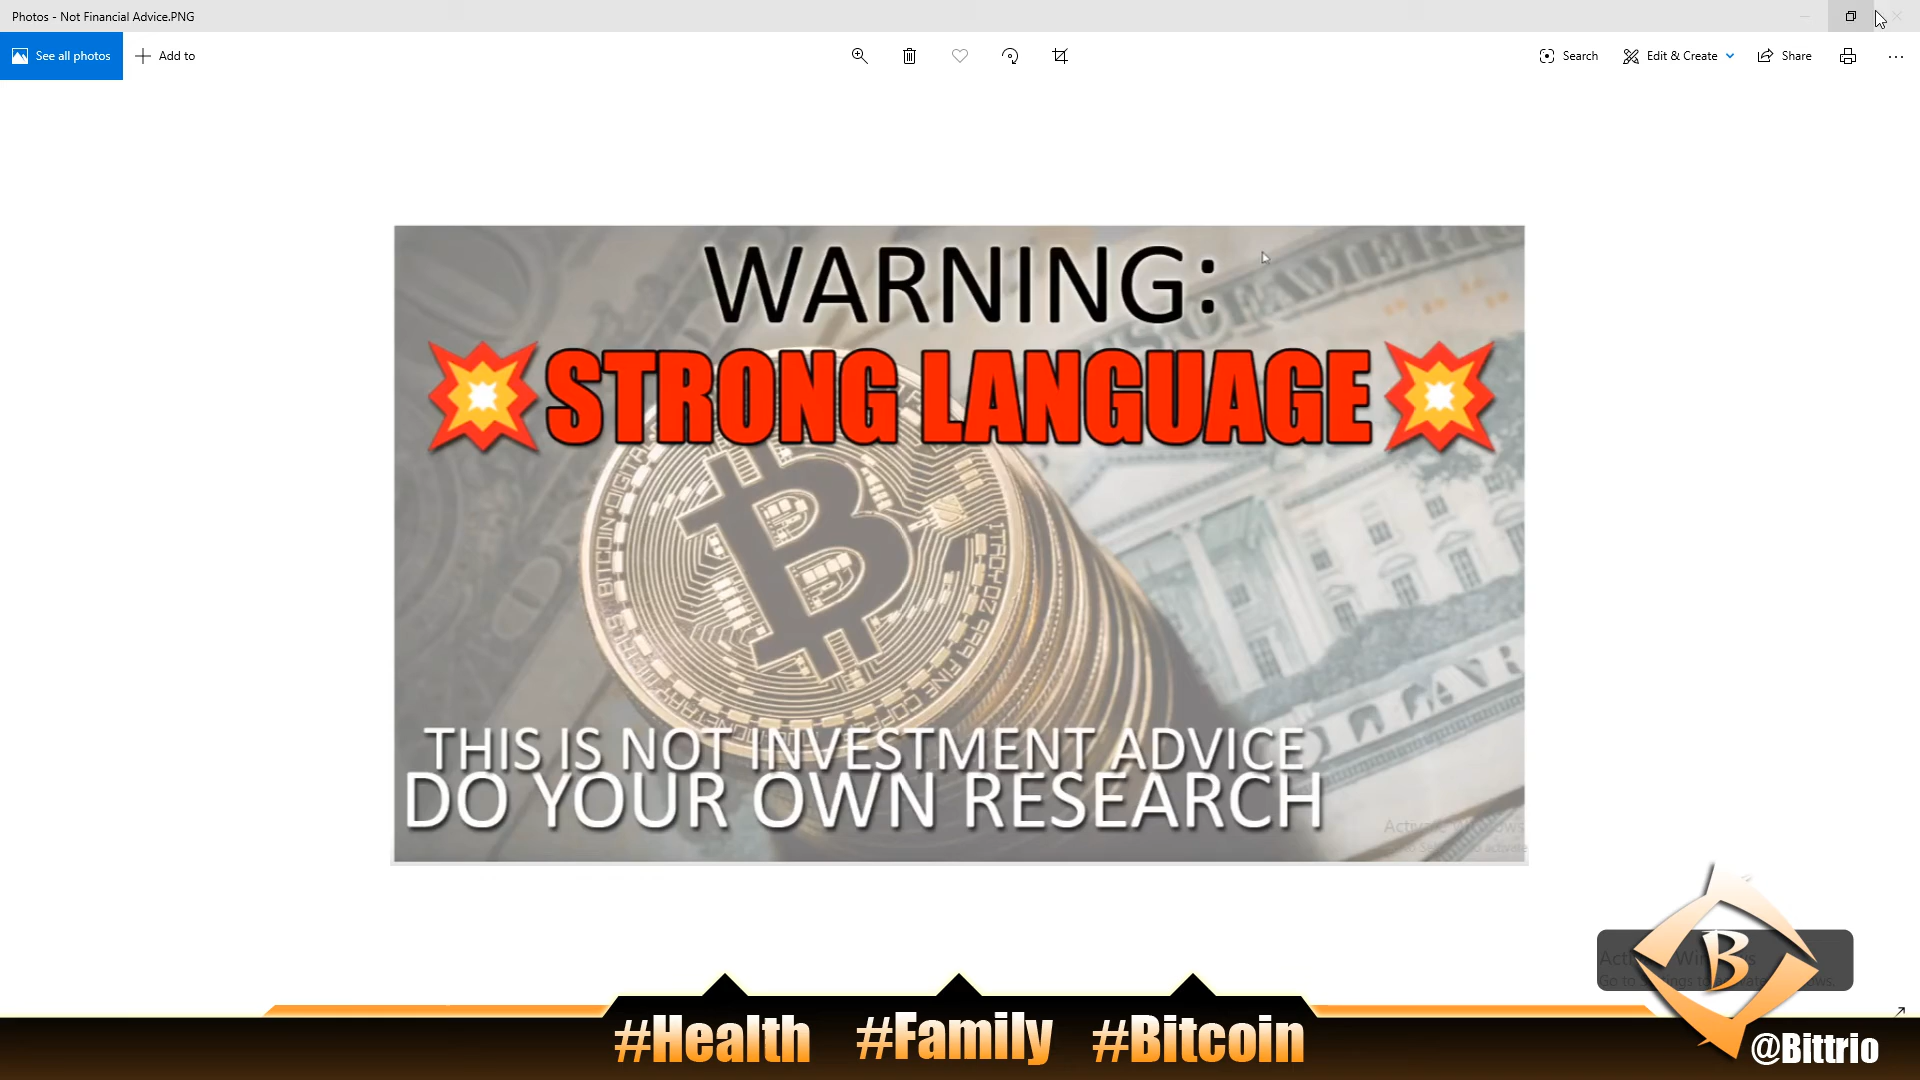 Photos - Not Financial Advice.PNG
See all photos
Add to
Search
Edit & Create
Share
WARNING:
STRONG LANGUAGE
BITCOIN
THIS IS NOT INVESTMENT ADVICE
DO YOUR OWN RESEARCH
#Health #Family #Bitcoin
B
@Bittrio